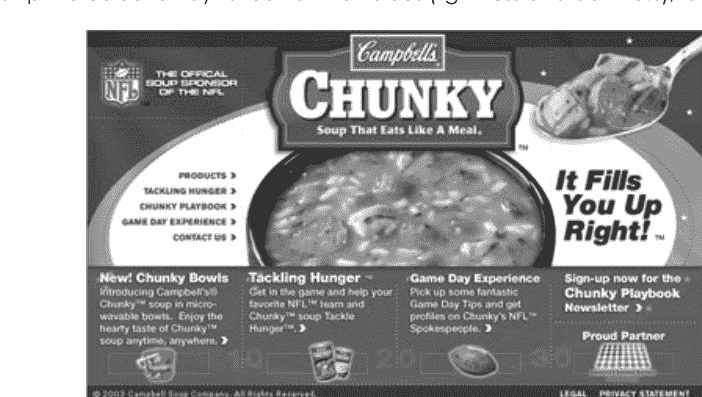 Campbell's
CHUNKY
Soup That Eats Like A Meal.
TM
NFL
THE OFFICIAL
SOUP SPONSOR
OF THE NFL
PRODUCTS
TACKLING HUNGER
CHUNKY PLAYBOOK
GAME DAY EXPERIENCE
CONTACT US
It Fills
You Up
Right! TM
New! Chunky Bowls
Introducing Campbell's®
Chunky™ soup in micro-
wavable bowls. Enjoy the
hearty taste of Chunky™
soup anytime, anywhere.
Tackling Hunger ™
Get in the game and help your
favorite NFL™ team and
Chunky™ soup Tackle
Hunger™.
Game Day Experience
Pick up some fantastic
Game Day Tips and get
profiles on Chunky's NFL™
Spokespeople.
Sign-up now for the
Chunky Playbook
Newsletter
Proud Partner
© 2003 Campbell Soup Company. All Rights Reserved.
LEGAL PRIVACY STATEMENT